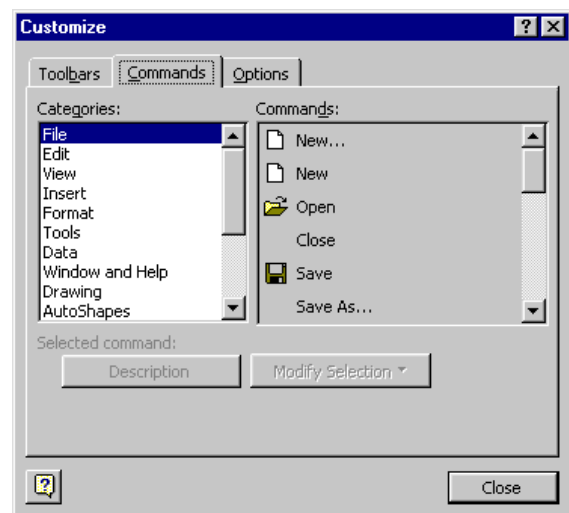 Customize
Toolbars Commands Options
Categories: Commands:
File
Edit
View
Insert
Format
Tools
Data
Window and Help
Drawing
AutoShapes
New...
New
Open
Close
Save
Save As...
Selected command:
Description Modify Selection
Close